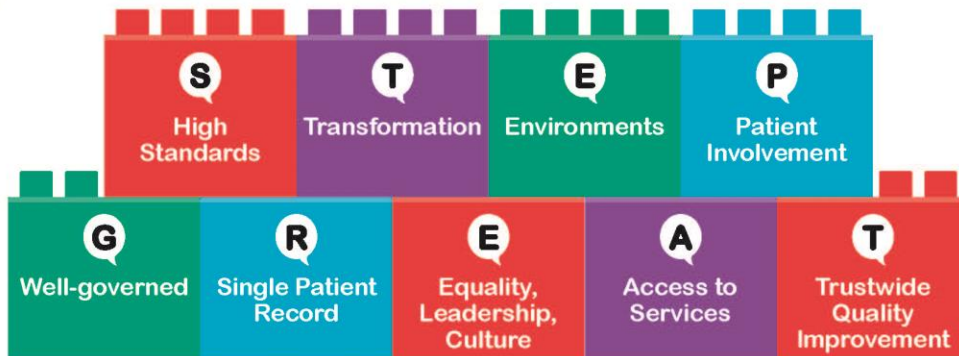 S
High
Standards
T
Transformation
E
Environments
P
Patient
Involvement
G
Well-governed
R
Single Patient
Record
E
Equality,
Leadership,
Culture
A
Access to
Services
T
Trustwide
Quality
Improvement